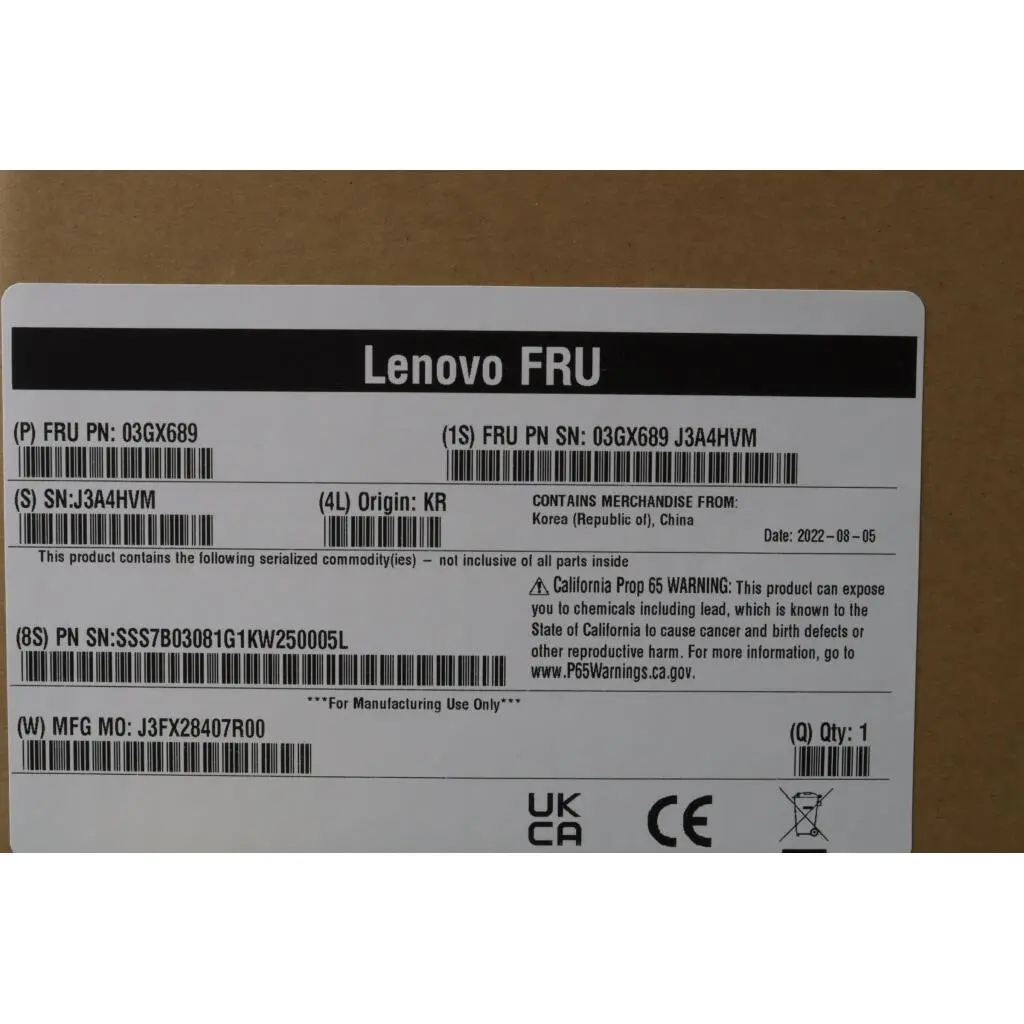 Lenovo FRU
(P) FRU PN: 03GX689
(1S) FRU PN SN: 03GX689 J3A4HVM
(S) SN:J3A4HVM
(4L) Origin: KR
CONTAINS MERCHANDISE FROM:
Korea (Republic of), China
Date: 2022-08-05
This product contains the following serialized commodity(ies) — not inclusive of all parts inside
⚠ California Prop 65 WARNING: This product can expose
you to chemicals including lead, which is known to the
State of California to cause cancer and birth defects or
other reproductive harm. For more information, go to
www.P65Warnings.ca.gov.
(8S) PN SN:SSS7B03081G1KW250005L
***For Manufacturing Use Only***
(W) MFG MO: J3FX28407R00
(Q) Qty: 1
UK
CA
CE